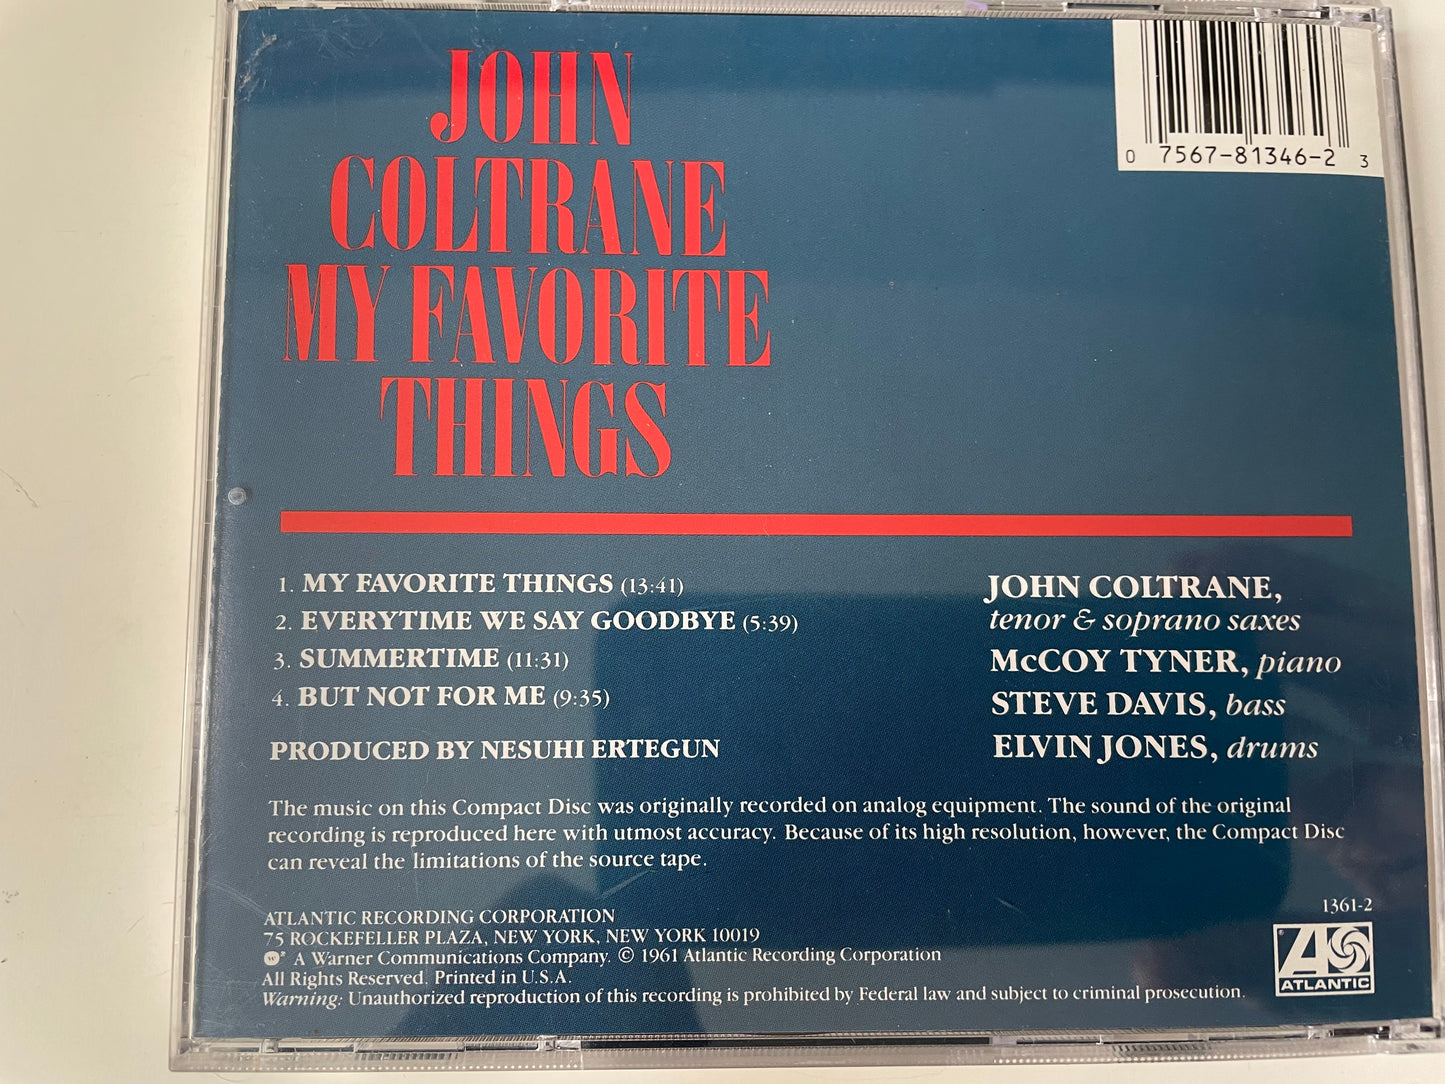 JOHN
COLTRANE
MY FAVORITE
THINGS
0 7567-81346-2 3
1. MY FAVORITE THINGS (13:41)
2. EVERYTIME WE SAY GOODBYE (5:39)
3. SUMMERTIME (11:31)
4. BUT NOT FOR ME (9:35)
PRODUCED BY NESUHI ERTEGUN
JOHN COLTRANE,
tenor & soprano saxes
McCOY TYNER, piano
STEVE DAVIS, bass
ELVIN JONES, drums
The music on this Compact Disc was originally recorded on analog equipment. The sound of the original
recording is reproduced here with utmost accuracy. Because of its high resolution, however, the Compact Disc
can reveal the limitations of the source tape.
ATLANTIC RECORDING CORPORATION
75 ROCKEFELLER PLAZA, NEW YORK, NEW YORK 10019
A Warner Communications Company. © 1961 Atlantic Recording Corporation
All Rights Reserved. Printed in U.S.A.
Warning: Unauthorized reproduction of this recording is prohibited by Federal law and subject to criminal prosecution.
1361-2
ATLANTIC